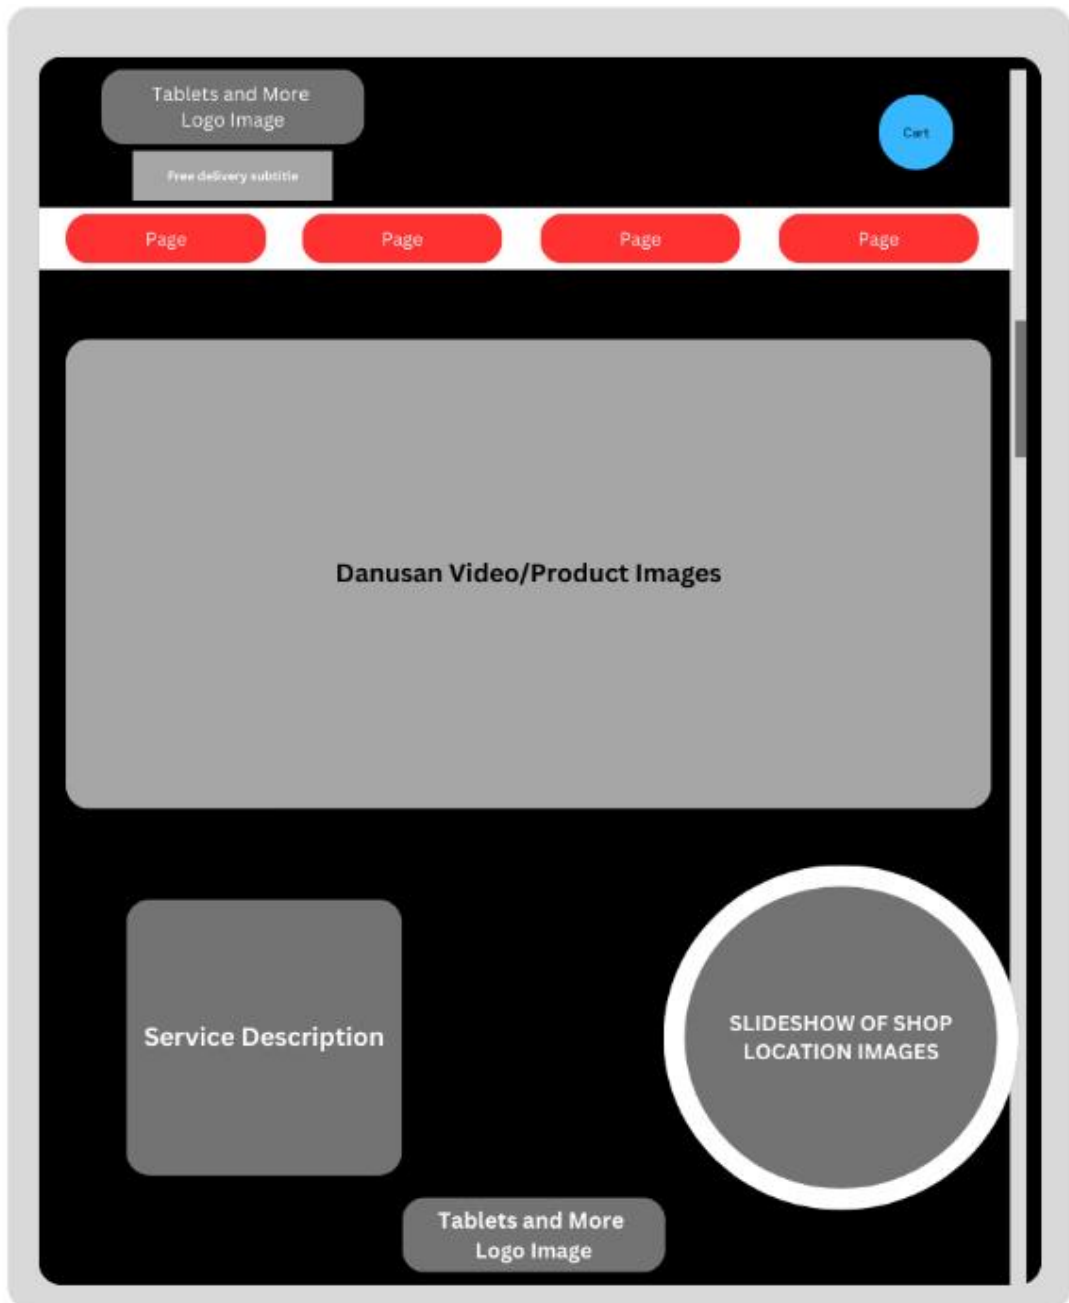 Tablets and More
Logo Image
Cart
Free delivery subtitle
Page
Page
Page
Page
Danusan Video/Product Images
Service Description
SLIDESHOW OF SHOP
LOCATION IMAGES
Tablets and More
Logo Image